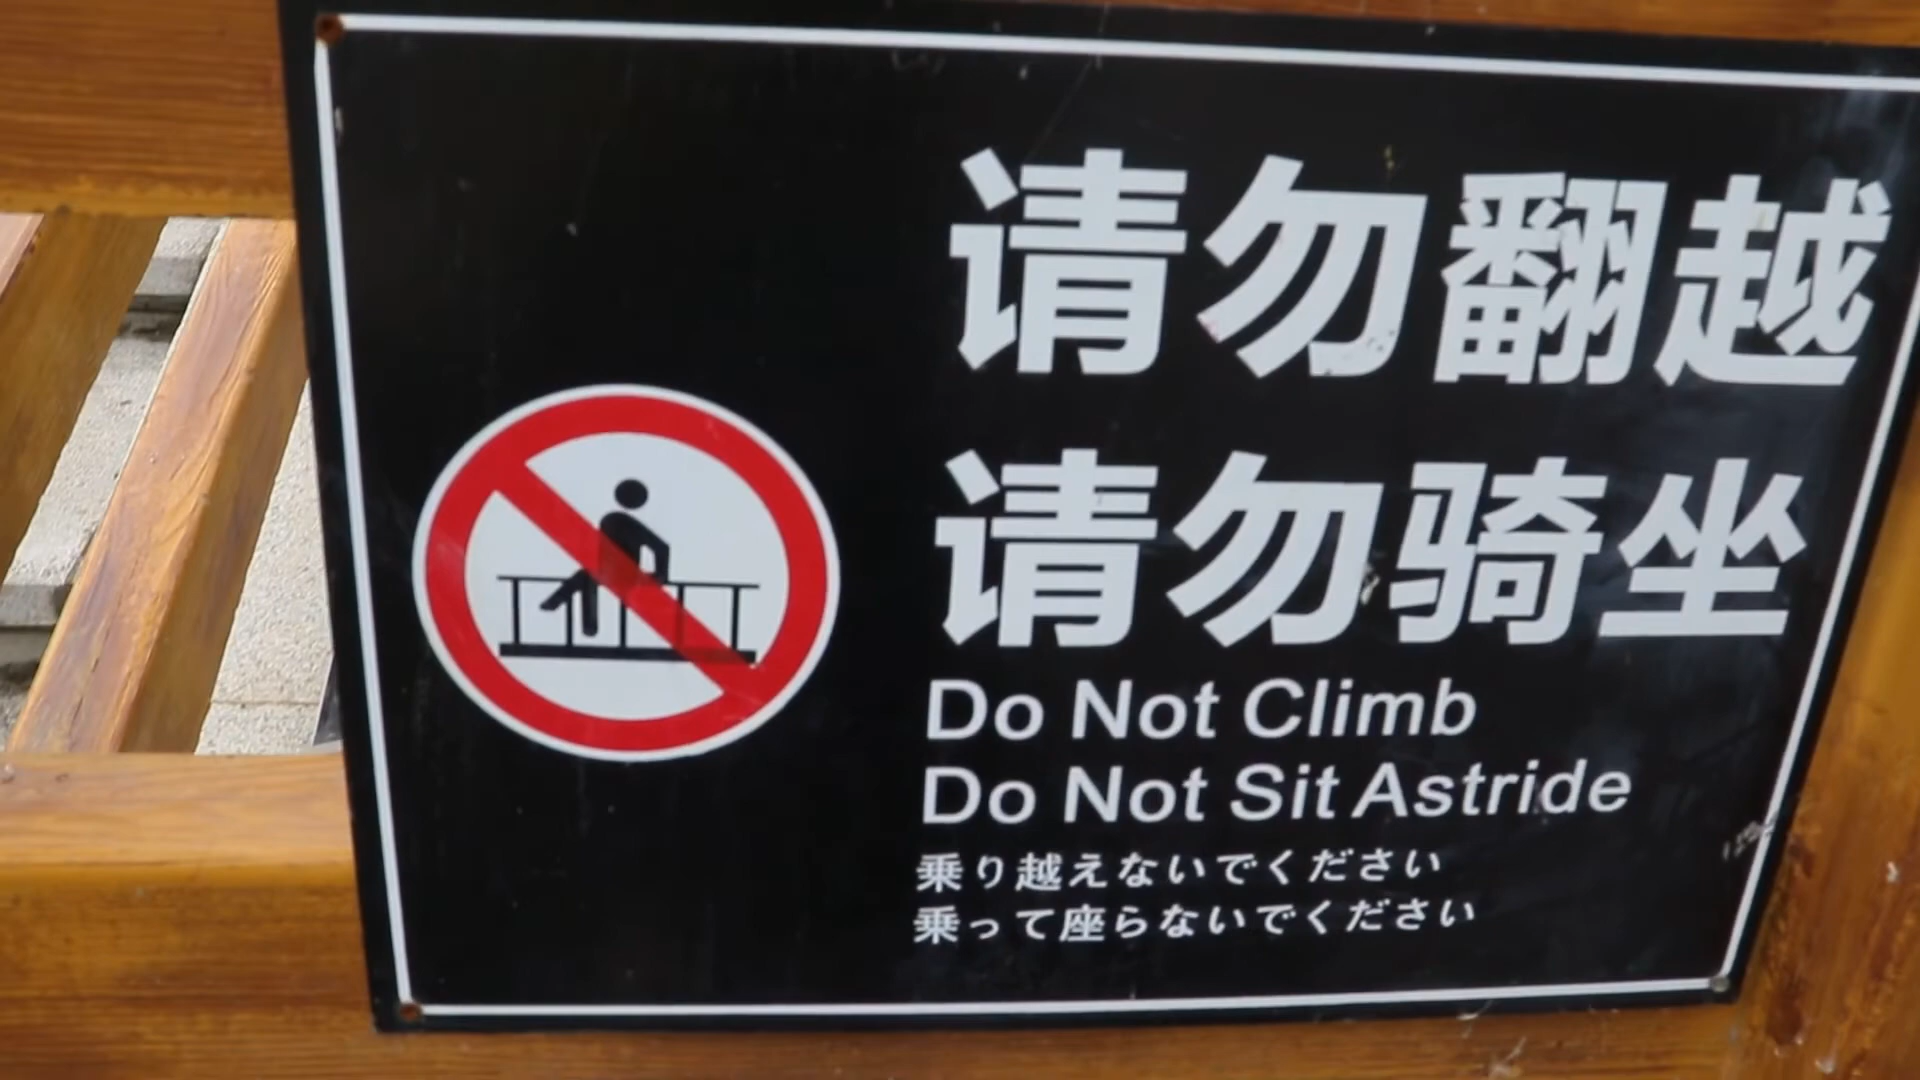 请勿翻越
请勿骑坐
Do Not Climb
Do Not Sit Astride
乗り越えないでください
乗って座らないでください